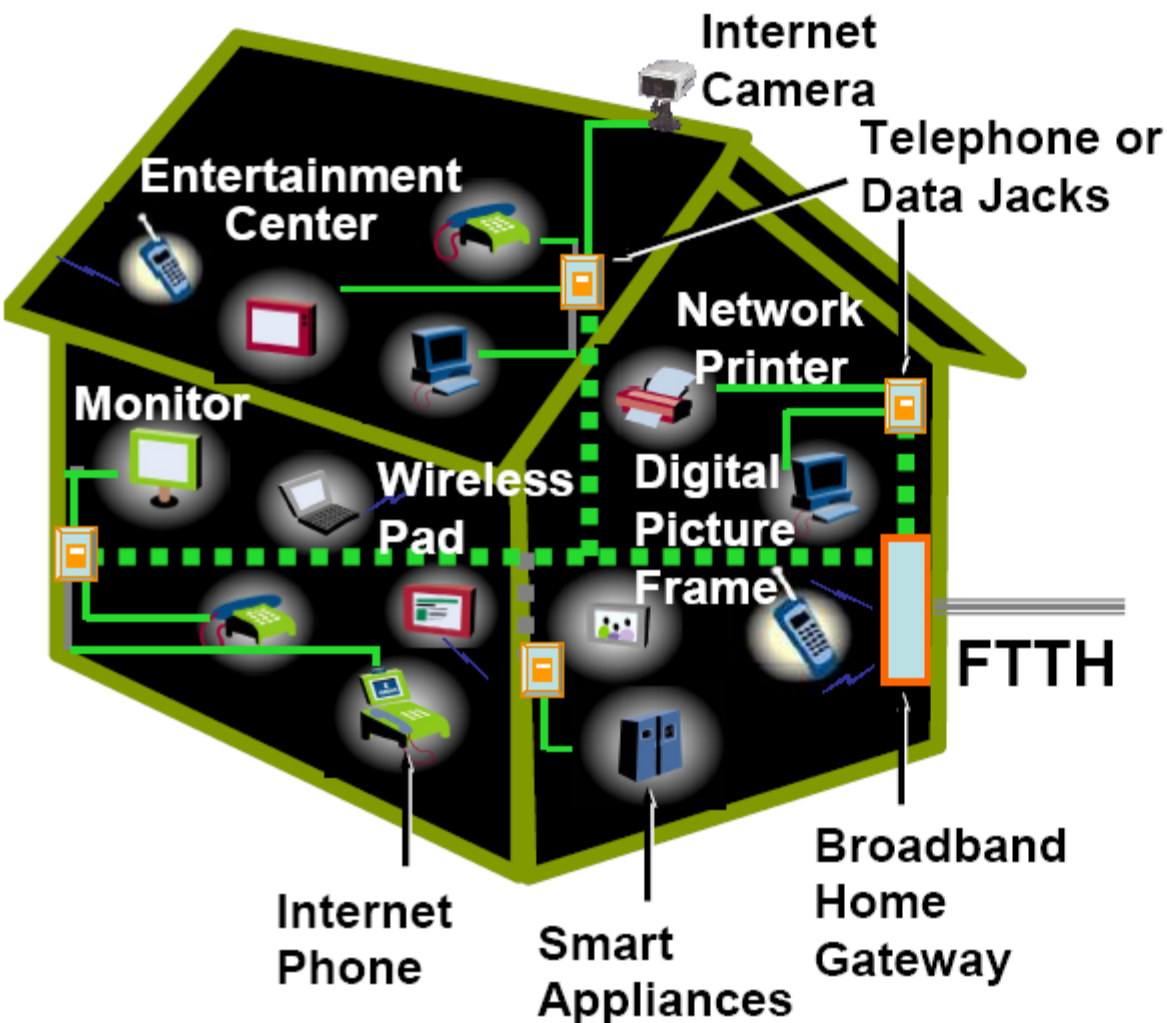 Internet
Camera
Telephone or
Data Jacks
Entertainment
Center
Network
Printer
Monitor
Wireless
Pad
Digital
Picture
Frame
FTTH
Broadband
Home
Gateway
Internet
Phone
Smart
Appliances